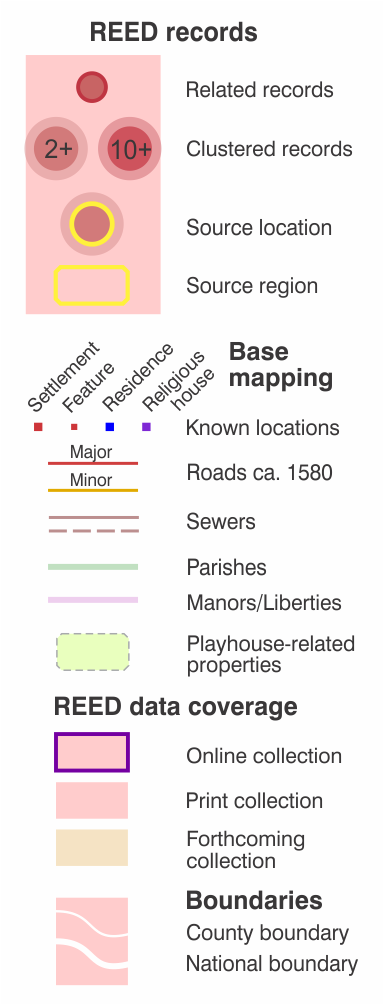 REED records
Related records
2+
10+
Clustered records
Source location
Source region
Base
mapping
Settlement
Feature
Residence
Religious
house
Known locations
Major
Minor
Roads ca. 1580
Sewers
Parishes
Manors/Liberties
Playhouse-related
properties
REED data coverage
Online collection
Print collection
Forthcoming
collection
Boundaries
County boundary
National boundary